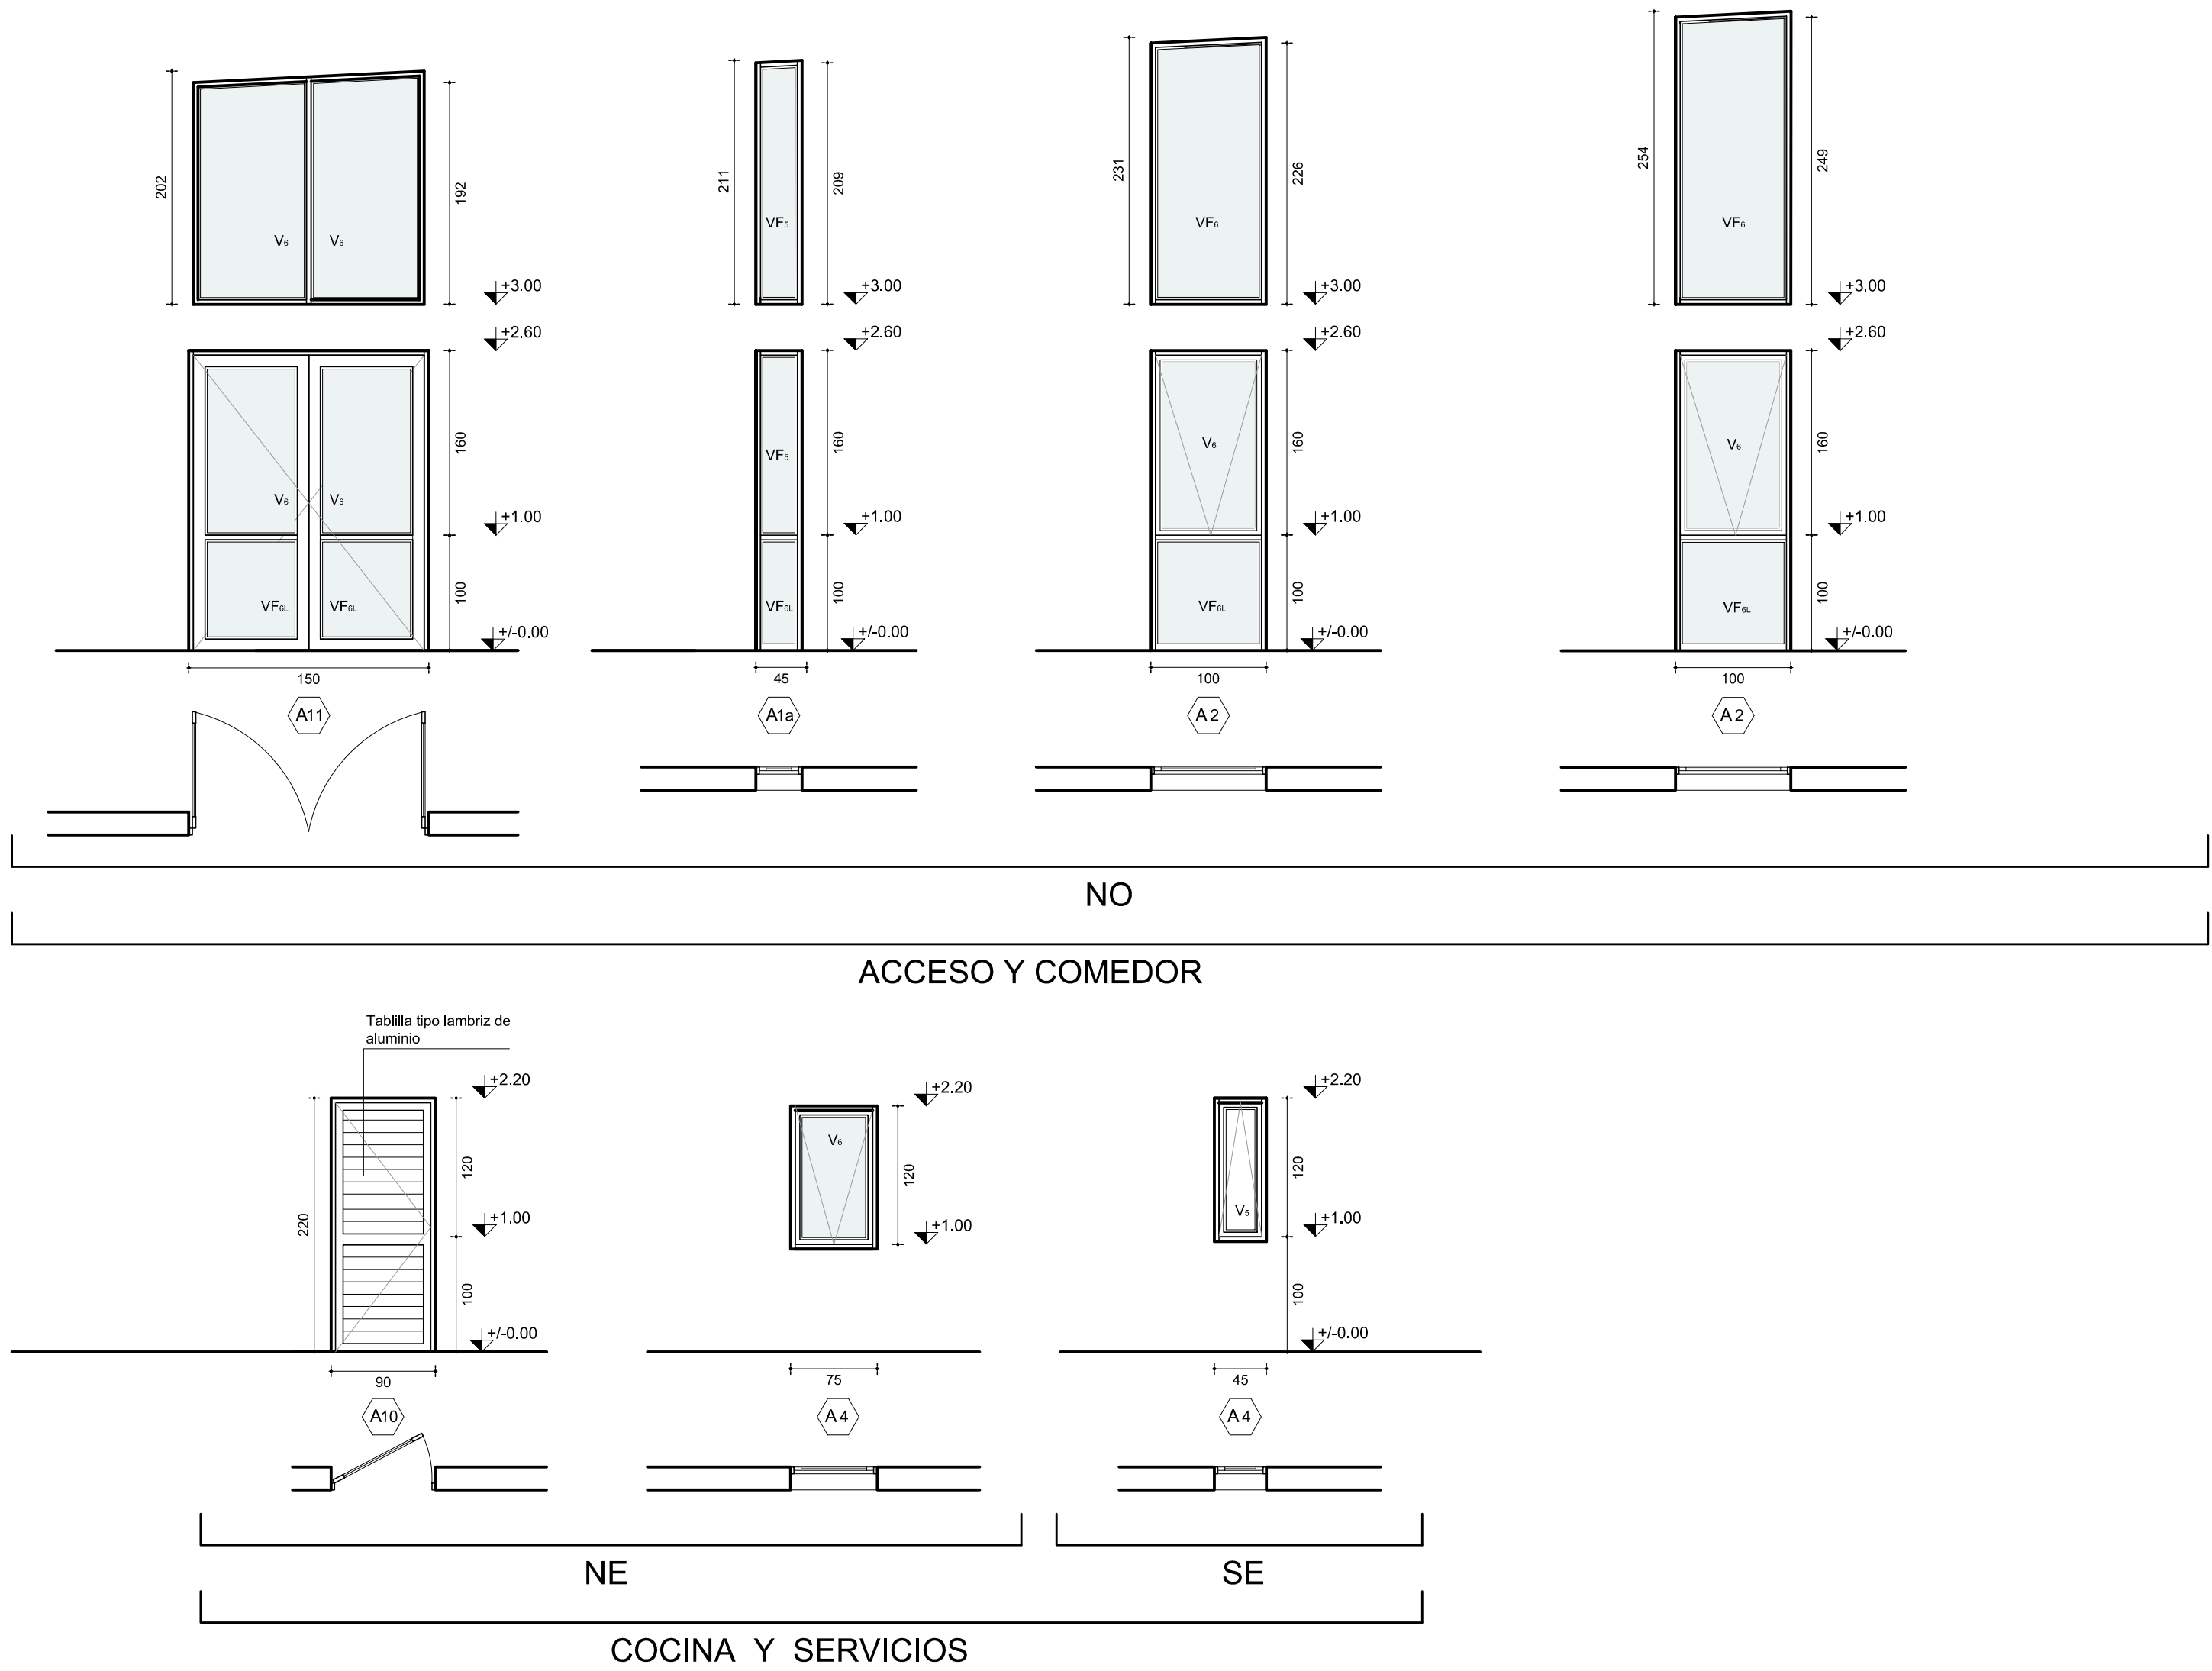 202
192
V6
V6
+3.00
+2.60
160
V6
V6
+1.00
100
VF6L
VF6L
+/-0.00
150
A11
211
209
VF5
+3.00
+2.60
160
VF5
+1.00
100
VF6L
+/-0.00
45
A1a
231
226
VF6
+3.00
+2.60
160
V6
+1.00
100
VF6L
+/-0.00
100
A 2
254
249
VF6
+3.00
+2.60
160
V6
+1.00
100
VF6L
+/-0.00
100
A 2
NO
ACCESO Y COMEDOR
Tablilla tipo lambriz de
aluminio
+2.20
220
120
+1.00
100
+/-0.00
90
A10
+2.20
V6
120
+1.00
75
A 4
+2.20
120
V5
+1.00
100
+/-0.00
45
A 4
NE
SE
COCINA Y SERVICIOS